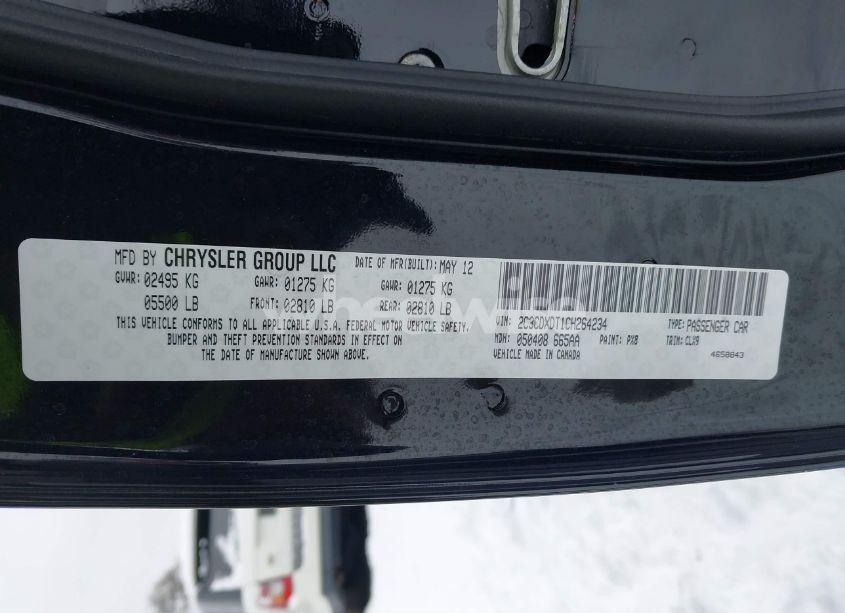 MFD BY CHRYSLER GROUP LLC DATE OF MFR(BUILT): MAY 12
GVWR: 02495 KG GAWR: 01275 KG GAWR: 01275 KG
05500 LB FRONT: 02810 LB REAR: 02810 LB
THIS VEHICLE CONFORMS TO ALL APPLICABLE U.S.A. FEDERAL MOTOR VEHICLE SAFETY,
BUMPER AND THEFT PREVENTION STANDARDS IN EFFECT ON
THE DATE OF MANUFACTURE SHOWN ABOVE.
VIN: 2C3CDXDT1CH264234 TYPE: PASSENGER CAR
MDH: 050408 665AA PAINT: PX8 TRIM: CLX9
VEHICLE MADE IN CANADA 4658843